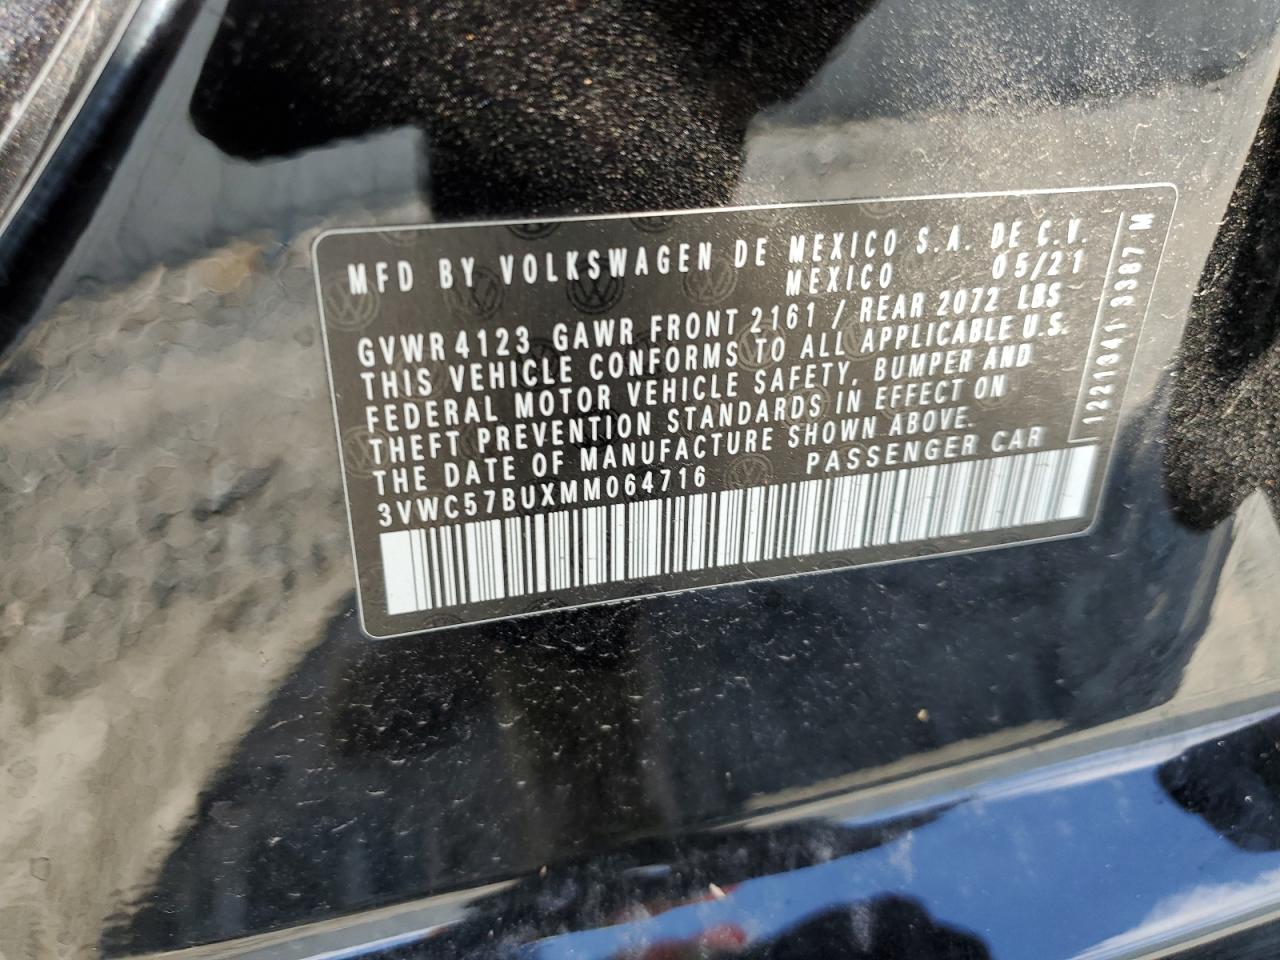 MFD BY VOLKSWAGEN DE MEXICO S.A. DE C.V.
MEXICO 05/21
GVWR 4123 GAWR FRONT 2161 / REAR 2072 LBS
THIS VEHICLE CONFORMS TO ALL APPLICABLE U.S.
FEDERAL MOTOR VEHICLE SAFETY, BUMPER AND
THEFT PREVENTION STANDARDS IN EFFECT ON
THE DATE OF MANUFACTURE SHOWN ABOVE.
3VWC57BUXMM064716 PASSENGER CAR
1221341 3387 M